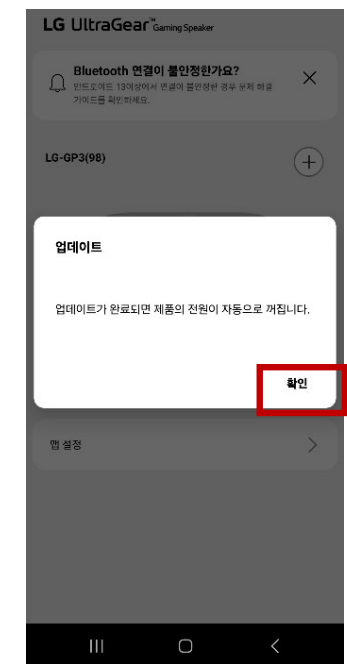 LG UltraGear™ Gaming Speaker
Bluetooth 연결이 불안정한가요?
안드로이드 13이상에서 연결이 불안정한 경우 문제 해결
가이드를 확인하세요.
LG-GP3(98)
업데이트
업데이트가 완료되면 제품의 전원이 자동으로 꺼집니다.
확인
앱 설정